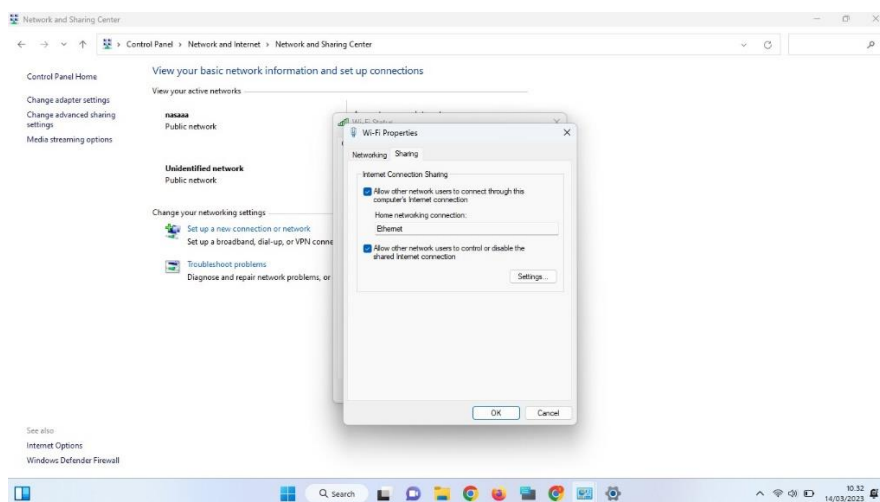 Network and Sharing Center
Control Panel > Network and Internet > Network and Sharing Center
Control Panel Home
Change adapter settings
Change advanced sharing
settings
Media streaming options
See also
Internet Options
Windows Defender Firewall
View your basic network information and set up connections
View your active networks
nasaaa
Public network
Unidentified network
Public network
Change your networking settings
Set up a new connection or network
Set up a broadband, dial-up, or VPN conne
Troubleshoot problems
Diagnose and repair network problems, or
Wi-Fi Status
Wi-Fi Properties
Networking Sharing
Internet Connection Sharing
Allow other network users to connect through this
computer's Internet connection
Home networking connection:
Ethernet
Allow other network users to control or disable the
shared Internet connection
Settings...
OK Cancel
Search
10.32
14/03/2023